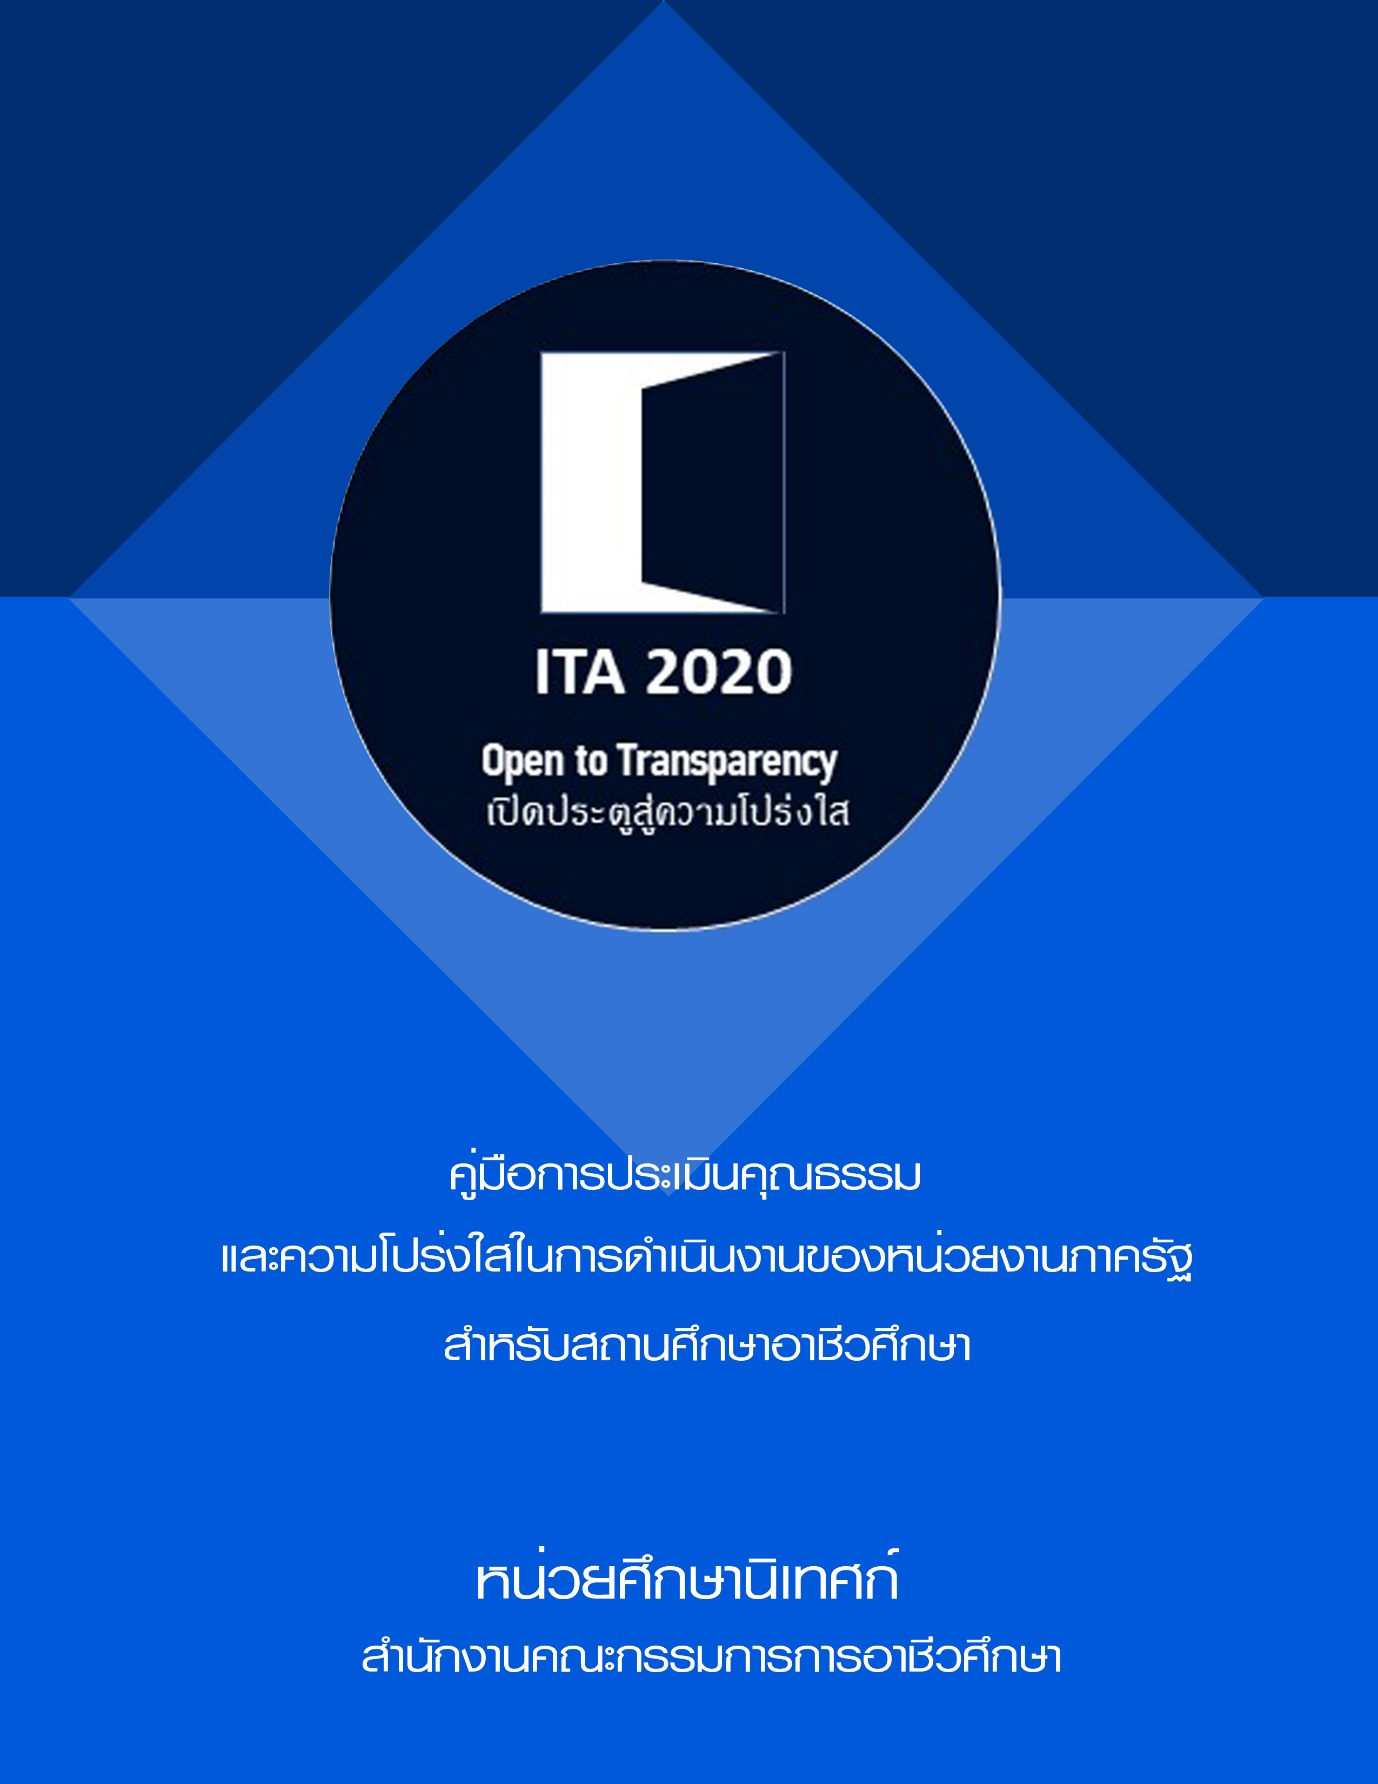 ITA 2020
Open to Transparency
เปิดประตูสู่ความโปร่งใส
คู่มือการประเมินคุณธรรม
และความโปร่งใสในการดำเนินงานของหน่วยงานภาครัฐ
สำหรับสถานศึกษาอาชีวศึกษา
หน่วยศึกษานิเทศก์
สำนักงานคณะกรรมการการอาชีวศึกษา